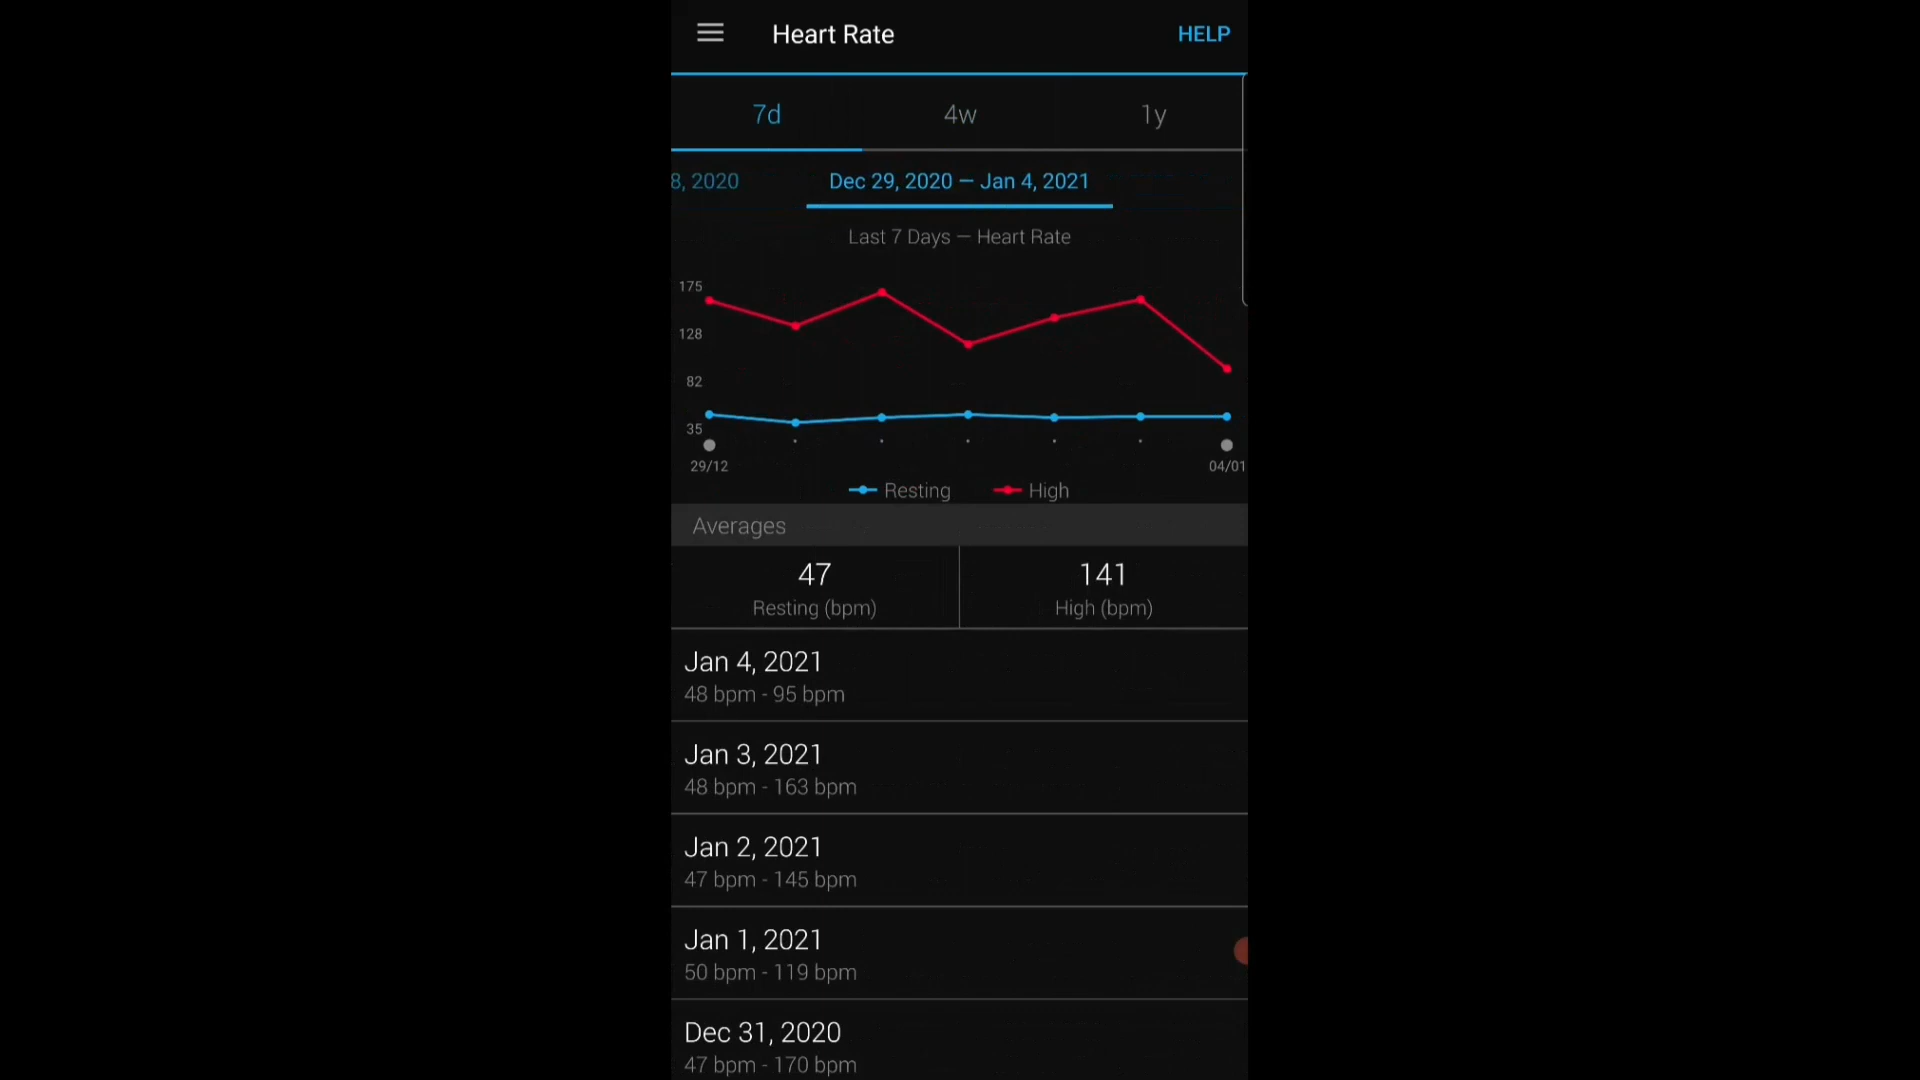 Heart Rate
HELP
7d
4w
1y
8, 2020
Dec 29, 2020 — Jan 4, 2021
Last 7 Days — Heart Rate
175
128
82
35
29/12
04/01
Resting
High
Averages
47
141
Resting (bpm)
High (bpm)
Jan 4, 2021
48 bpm - 95 bpm
Jan 3, 2021
48 bpm - 163 bpm
Jan 2, 2021
47 bpm - 145 bpm
Jan 1, 2021
50 bpm - 119 bpm
Dec 31, 2020
47 bpm - 170 bpm